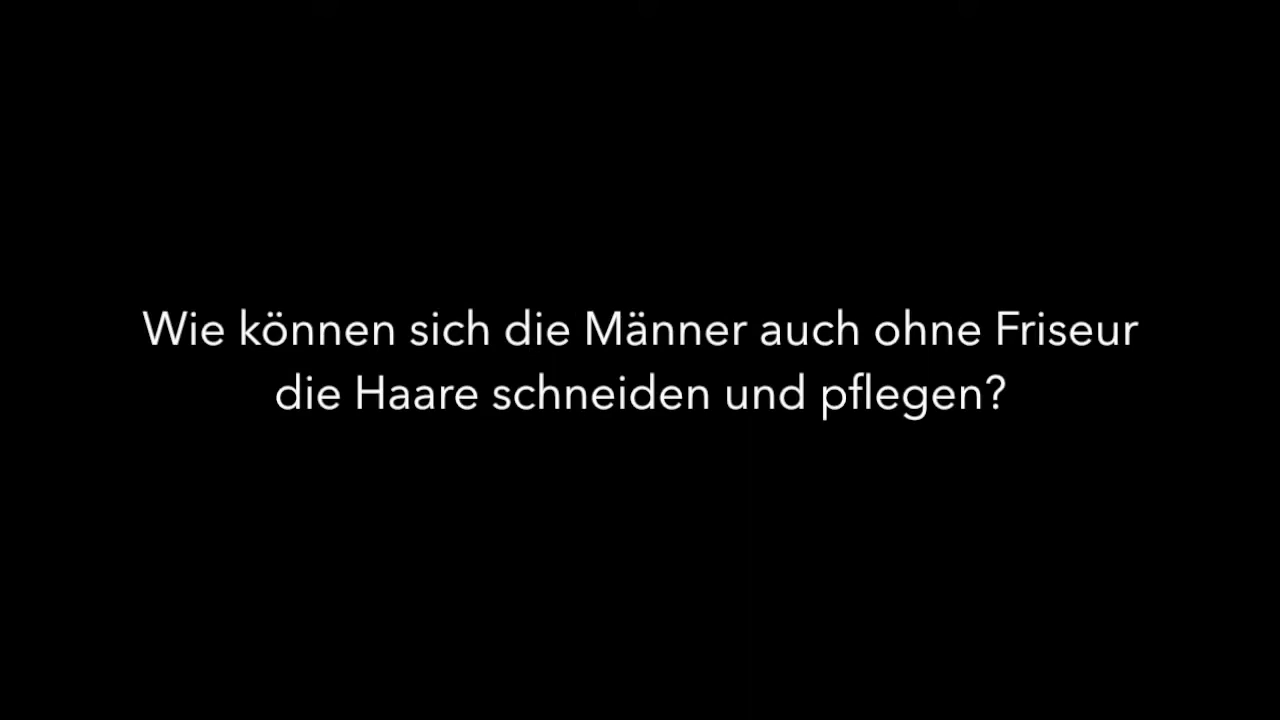 Wie können sich die Männer auch ohne Friseur
die Haare schneiden und pflegen?